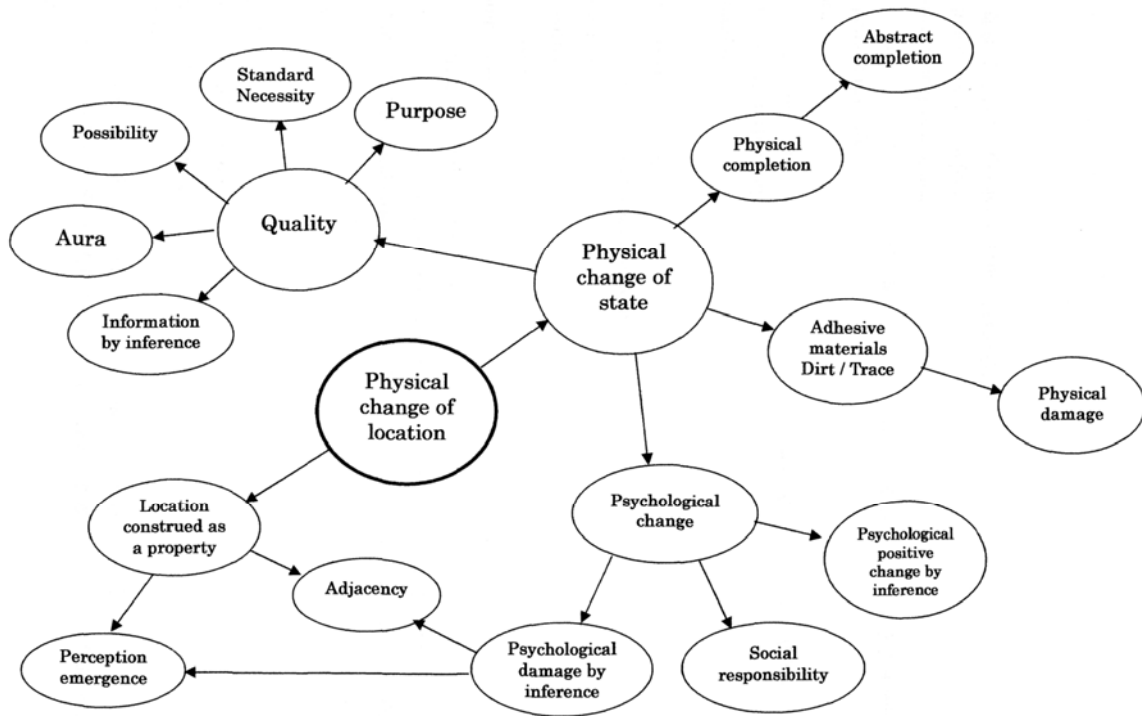 Abstract
completion
Standard
Necessity
Purpose
Possibility
Physical
completion
Quality
Aura
Physical
change of
state
Information
by inference
Adhesive
materials
Dirt / Trace
Physical
change of
location
Physical
damage
Location
construed as
a property
Psychological
change
Psychological
positive
change by
inference
Adjacency
Perception
emergence
Psychological
damage by
inference
Social
responsibility